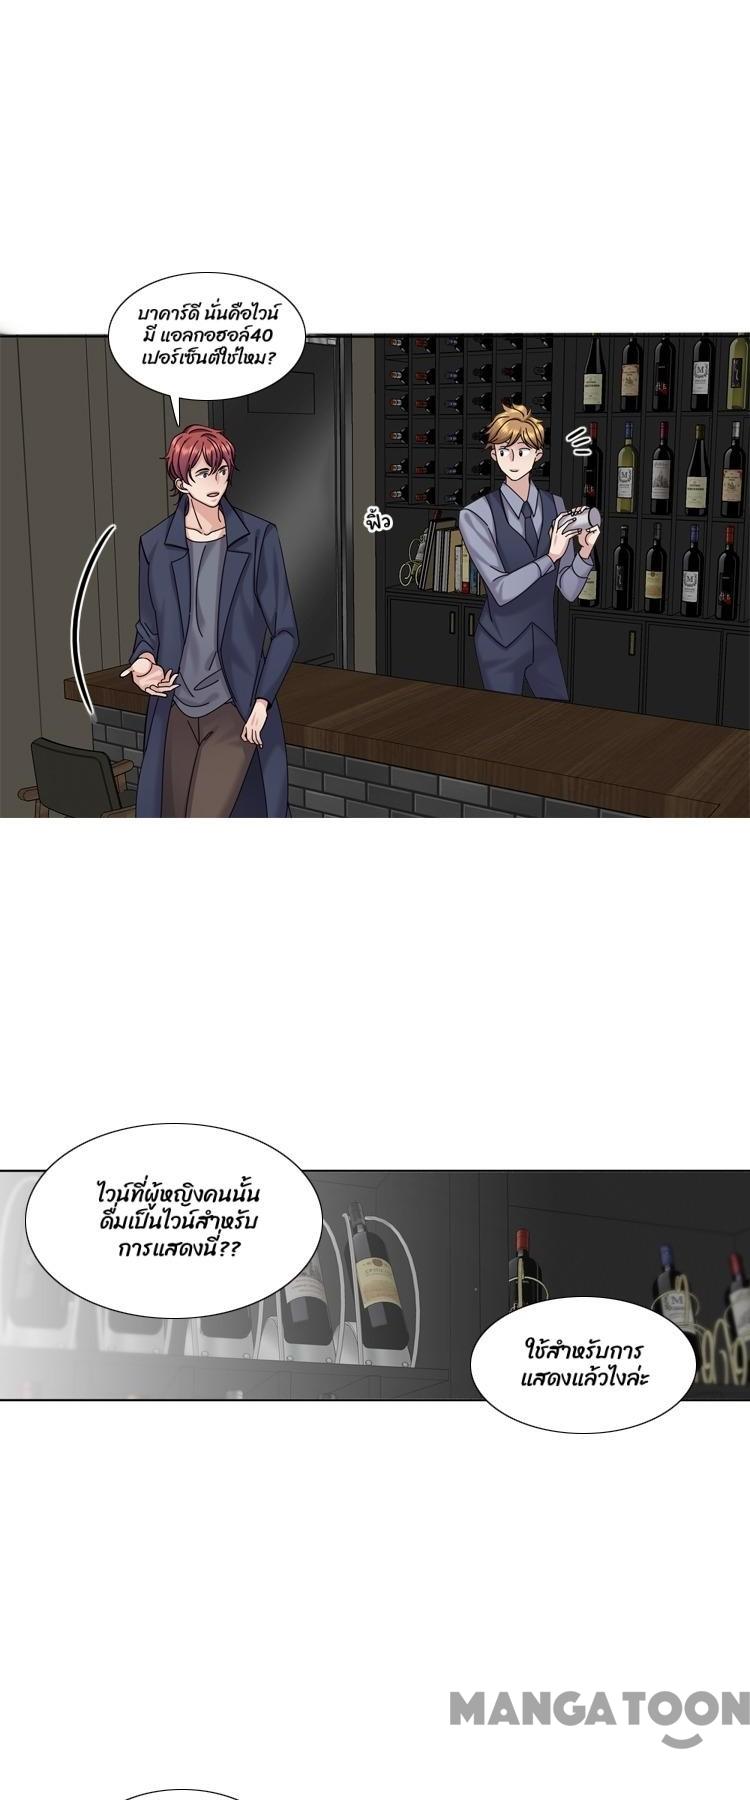 บาคาร์ดี นั่นคือไวน์
มี แอลกอฮอล์40
เปอร์เซ็นต์ใช่ไหม?
ฟิ้ว
ไวน์ที่ผู้หญิงคนนั้น
ดื่มเป็นไวน์สำหรับ
การแสดงนี่??
ใช้สำหรับการ
แสดงแล้วไงล่ะ
MANGATOON